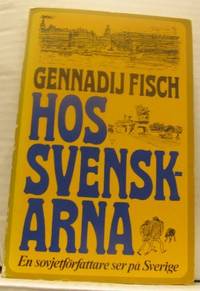 GENNADIJ FISCH
HOS
SVENSK-
ARNA
En sovjetförfattare ser på Sverige